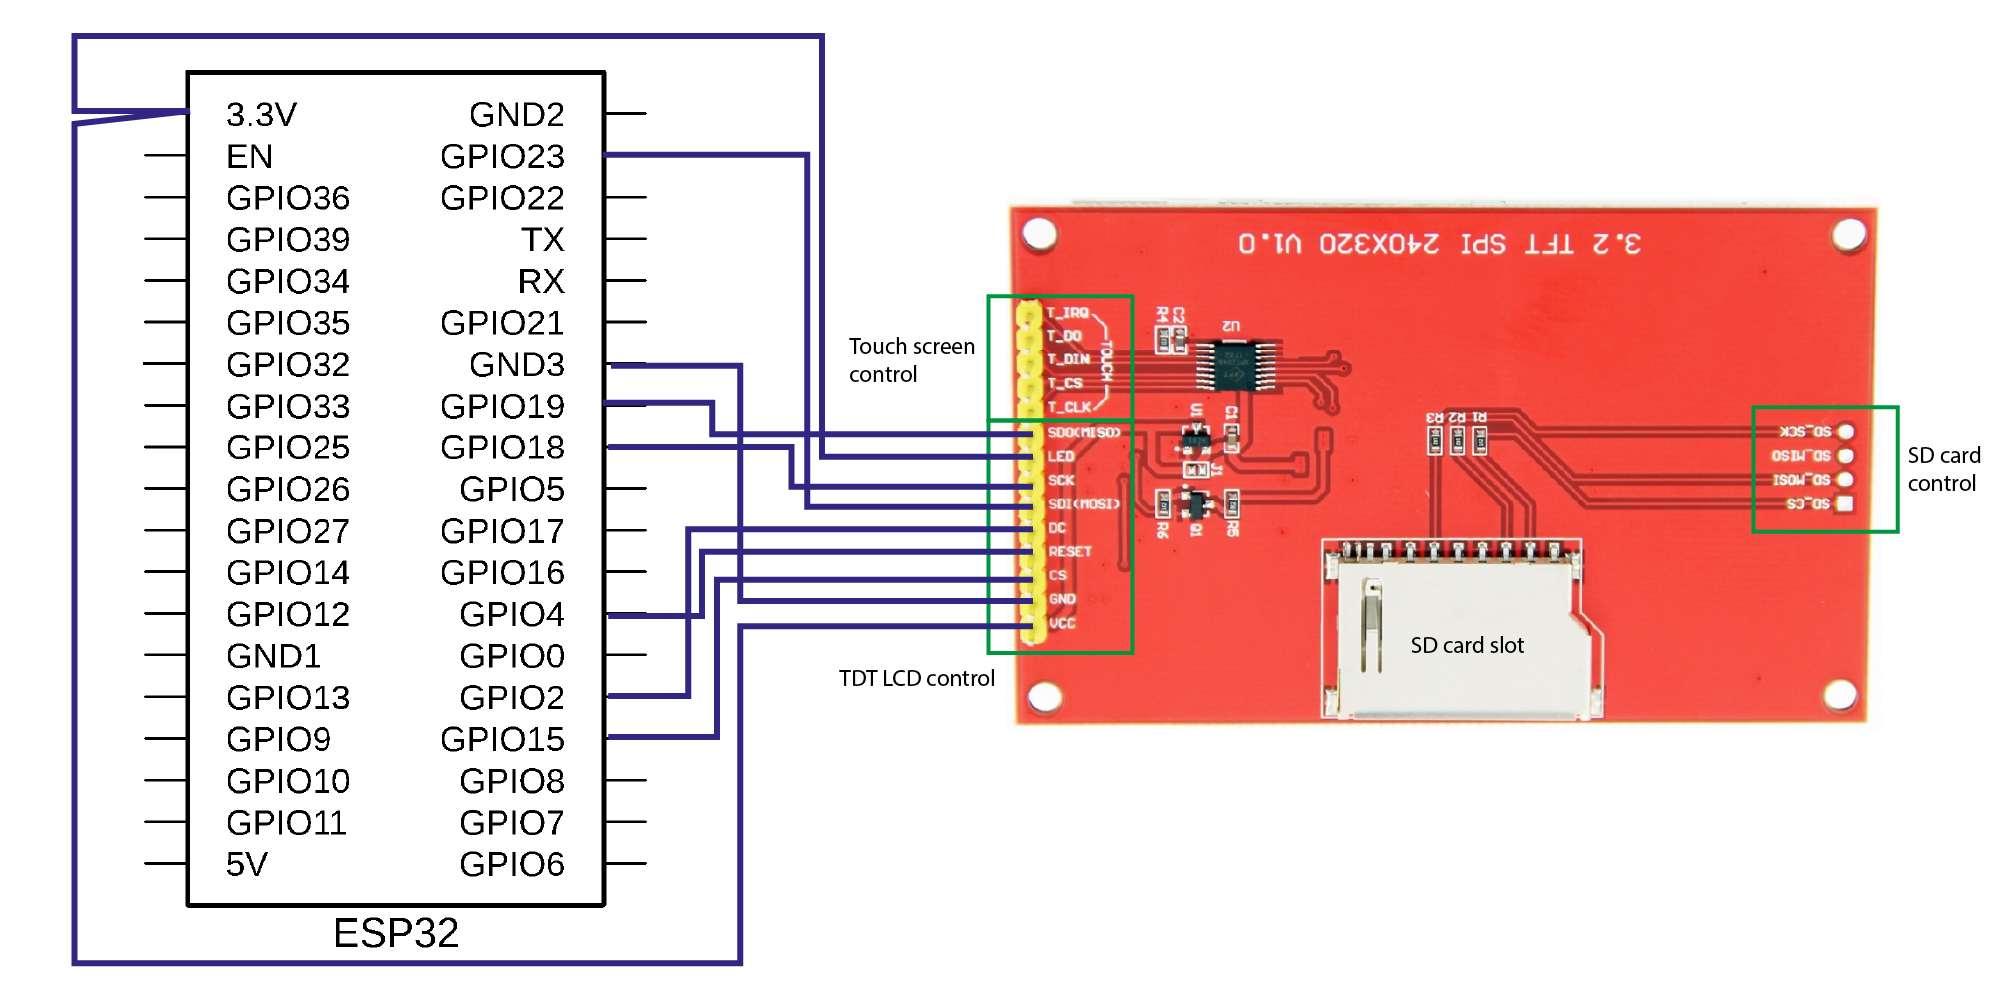 3.3V
EN
GPIO36
GPIO39
GPIO34
GPIO35
GPIO32
GPIO33
GPIO25
GPIO26
GPIO27
GPIO14
GPIO12
GND1
GPIO13
GPIO9
GPIO10
GPIO11
5V
GND2
GPIO23
GPIO22
TX
RX
GPIO21
GND3
GPIO19
GPIO18
GPIO5
GPIO17
GPIO16
GPIO4
GPIO0
GPIO2
GPIO15
GPIO8
GPIO7
GPIO6
ESP32
Touch screen
control
TDT LCD control
3.2 TFT SPI 240X320 V1.0
T_IRQ
T_DO
T_DIN
T_CS
T_CLK
TOUCH
SDO(MISO)
LED
SCK
SDI(MOSI)
DC
RESET
CS
GND
VCC
R4
C2
U2
U1
C1
J1
R6
Q1
R5
R3
R2
R1
SD_SCK
SD_MISO
SD_MOSI
SD_CS
SD card
control
SD card slot